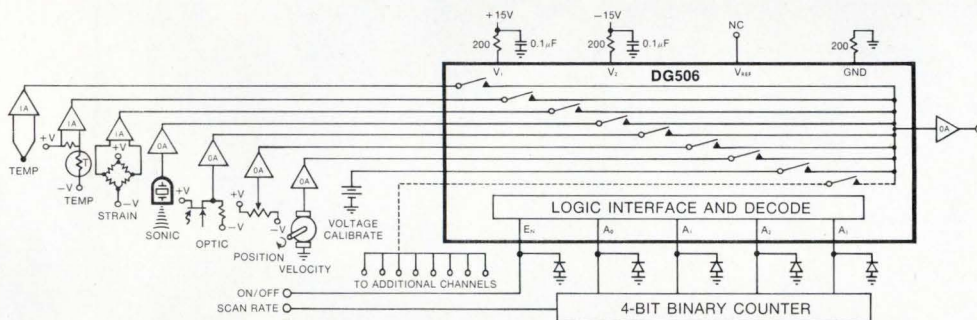 +15V
−15V
NC
200
0.1µF
200
0.1µF
200
V₁
V₂
GND
DG506
IA
IA
IA
OA
OA
OA
OA
OA
+V
T
−V
+V
−V
+V
−V
+V
−V
TEMP
TEMP
STRAIN
SONIC
OPTIC
POSITION
VELOCITY
VOLTAGE
CALIBRATE
LOGIC INTERFACE AND DECODE
EN
A₀
A₁
A₂
A₃
TO ADDITIONAL CHANNELS
ON/OFF
SCAN RATE
4-BIT BINARY COUNTER